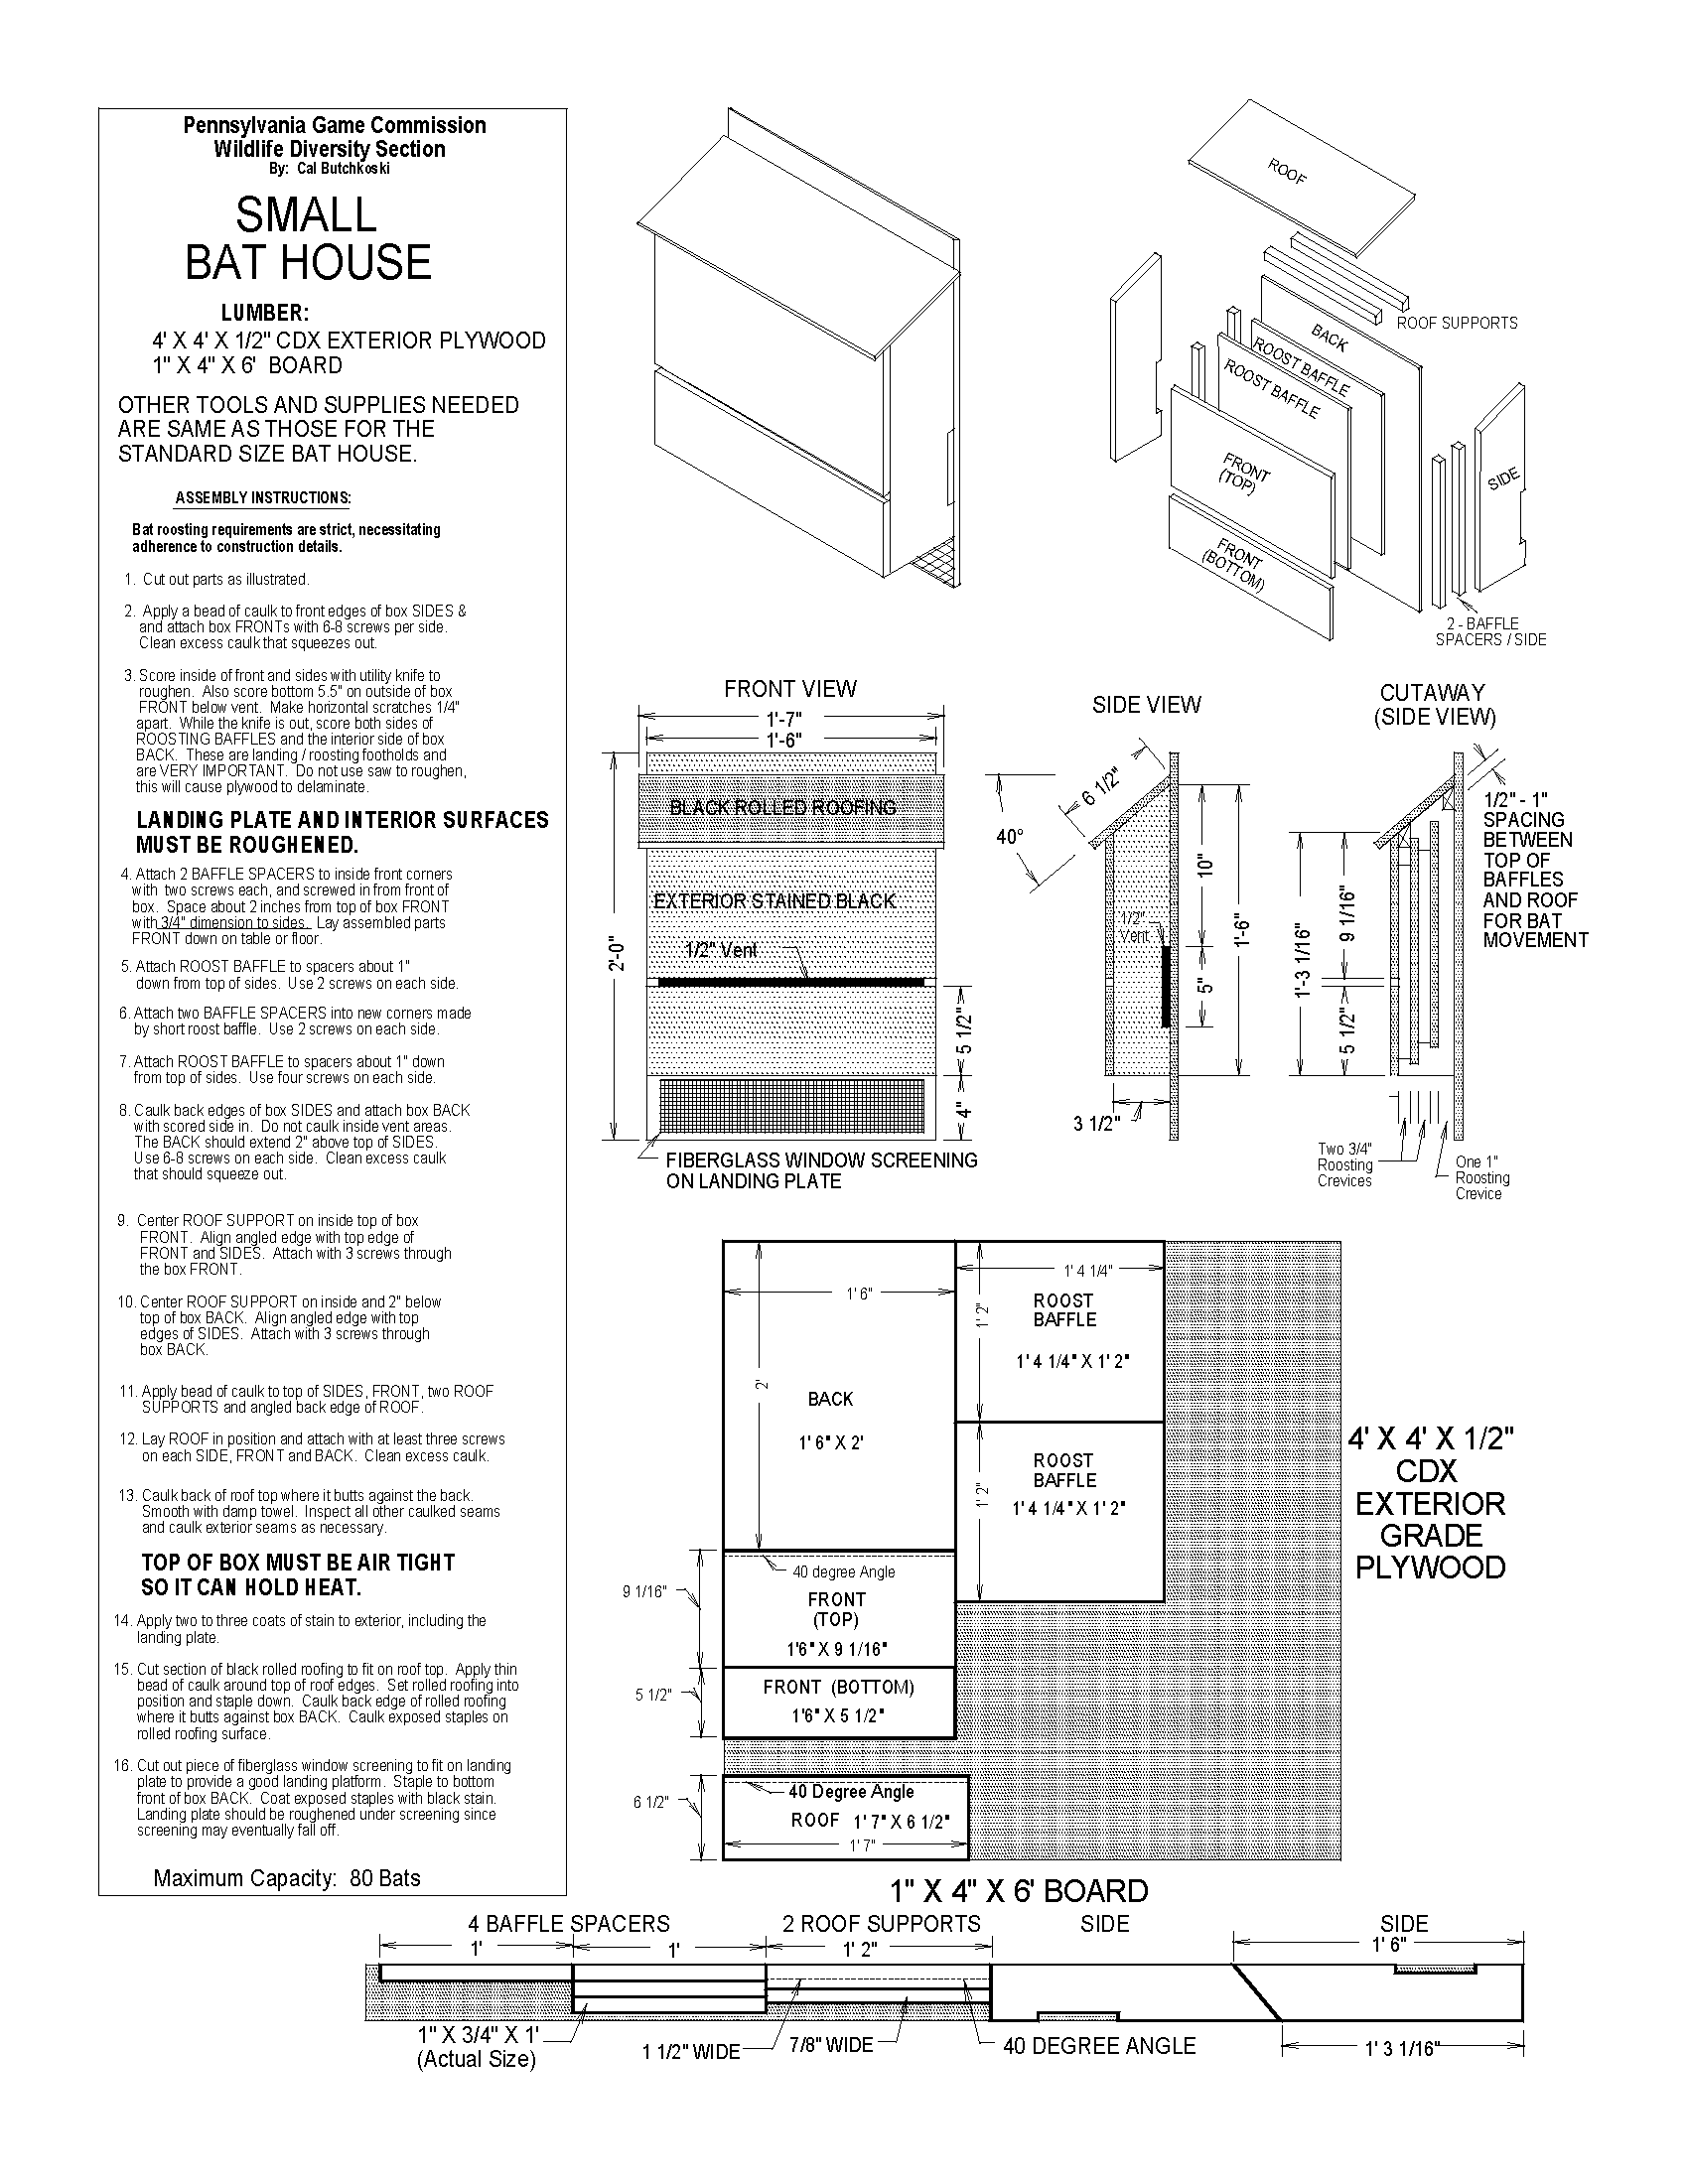 Pennsylvania Game Commission
Wildlife Diversity Section
By: Cal Butchkoski
SMALL
BAT HOUSE
LUMBER:
4' X 4' X 1/2" CDX EXTERIOR PLYWOOD
1" X 4" X 6' BOARD
OTHER TOOLS AND SUPPLIES NEEDED
ARE SAME AS THOSE FOR THE
STANDARD SIZE BAT HOUSE.
ASSEMBLY INSTRUCTIONS:
Bat roosting requirements are strict, necessitating
adherence to construction details.
1. Cut out parts as illustrated.
2. Apply a bead of caulk to front edges of box SIDES &
and attach box FRONTs with 6-8 screws per side.
Clean excess caulk that squeezes out.
3. Score inside of front and sides with utility knife to
roughen. Also score bottom 5.5" on outside of box
FRONT below vent. Make horizontal scratches 1/4"
apart. While the knife is out, score both sides of
ROOSTING BAFFLES and the interior side of box
BACK. These are landing / roosting footholds and
are VERY IMPORTANT. Do not use saw to roughen,
this will cause plywood to delaminate.
LANDING PLATE AND INTERIOR SURFACES
MUST BE ROUGHENED.
4. Attach 2 BAFFLE SPACERS to inside front corners
with two screws each, and screwed in from front of
box. Space about 2 inches from top of box FRONT
with 3/4" dimension to sides. Lay assembled parts
FRONT down on table or floor.
5. Attach ROOST BAFFLE to spacers about 1"
down from top of sides. Use 2 screws on each side.
6. Attach two BAFFLE SPACERS into new corners made
by short roost baffle. Use 2 screws on each side.
7. Attach ROOST BAFFLE to spacers about 1" down
from top of sides. Use four screws on each side.
8. Caulk back edges of box SIDES and attach box BACK
with scored side in. Do not caulk inside vent areas.
The BACK should extend 2" above top of SIDES.
Use 6-8 screws on each side. Clean excess caulk
that should squeeze out.
9. Center ROOF SUPPORT on inside top of box
FRONT. Align angled edge with top edge of
FRONT and SIDES. Attach with 3 screws through
the box FRONT.
10. Center ROOF SUPPORT on inside and 2" below
top of box BACK. Align angled edge with top
edges of SIDES. Attach with 3 screws through
box BACK.
11. Apply bead of caulk to top of SIDES, FRONT, two ROOF
SUPPORTS and angled back edge of ROOF.
12. Lay ROOF in position and attach with at least three screws
on each SIDE, FRONT and BACK. Clean excess caulk.
13. Caulk back of roof top where it butts against the back.
Smooth with damp towel. Inspect all other caulked seams
and caulk exterior seams as necessary.
TOP OF BOX MUST BE AIR TIGHT
SO IT CAN HOLD HEAT.
14. Apply two to three coats of stain to exterior, including the
landing plate.
15. Cut section of black rolled roofing to fit on roof top. Apply thin
bead of caulk around top of roof edges. Set rolled roofing into
position and staple down. Caulk back edge of rolled roofing
where it butts against box BACK. Caulk exposed staples on
rolled roofing surface.
16. Cut out piece of fiberglass window screening to fit on landing
plate to provide a good landing platform. Staple to bottom
front of box BACK. Coat exposed staples with black stain.
Landing plate should be roughened under screening since
screening may eventually fall off.
Maximum Capacity: 80 Bats
ROOF
ROOF SUPPORTS
BACK
ROOST BAFFLE
ROOST BAFFLE
FRONT
(TOP)
SIDE
FRONT
(BOTTOM)
2 - BAFFLE
SPACERS / SIDE
FRONT VIEW
1'-7"
1'-6"
BLACK ROLLED ROOFING
EXTERIOR STAINED BLACK
1/2" Vent
2'-0"
5 1/2"
4"
FIBERGLASS WINDOW SCREENING
ON LANDING PLATE
SIDE VIEW
6 1/2"
40°
10"
1/2"
Vent
1'-6"
5"
3 1/2"
CUTAWAY
(SIDE VIEW)
1/2" - 1"
SPACING
BETWEEN
TOP OF
BAFFLES
AND ROOF
FOR BAT
MOVEMENT
9 1/16"
1'-3 1/16"
5 1/2"
Two 3/4"
Roosting
Crevices
One 1"
Roosting
Crevice
1' 6"
2'
BACK
1' 6" X 2'
1' 4 1/4"
1' 2"
ROOST
BAFFLE
1' 4 1/4" X 1' 2"
1' 2"
ROOST
BAFFLE
1' 4 1/4" X 1' 2"
4' X 4' X 1/2"
CDX
EXTERIOR
GRADE
PLYWOOD
40 degree Angle
9 1/16"
FRONT
(TOP)
1'6" X 9 1/16"
5 1/2"
FRONT (BOTTOM)
1'6" X 5 1/2"
6 1/2"
40 Degree Angle
ROOF 1' 7" X 6 1/2"
1' 7"
1" X 4" X 6' BOARD
4 BAFFLE SPACERS
2 ROOF SUPPORTS
SIDE
SIDE
1'
1'
1' 2"
1' 6"
1" X 3/4" X 1'
(Actual Size)
1 1/2" WIDE
7/8" WIDE
40 DEGREE ANGLE
1' 3 1/16"